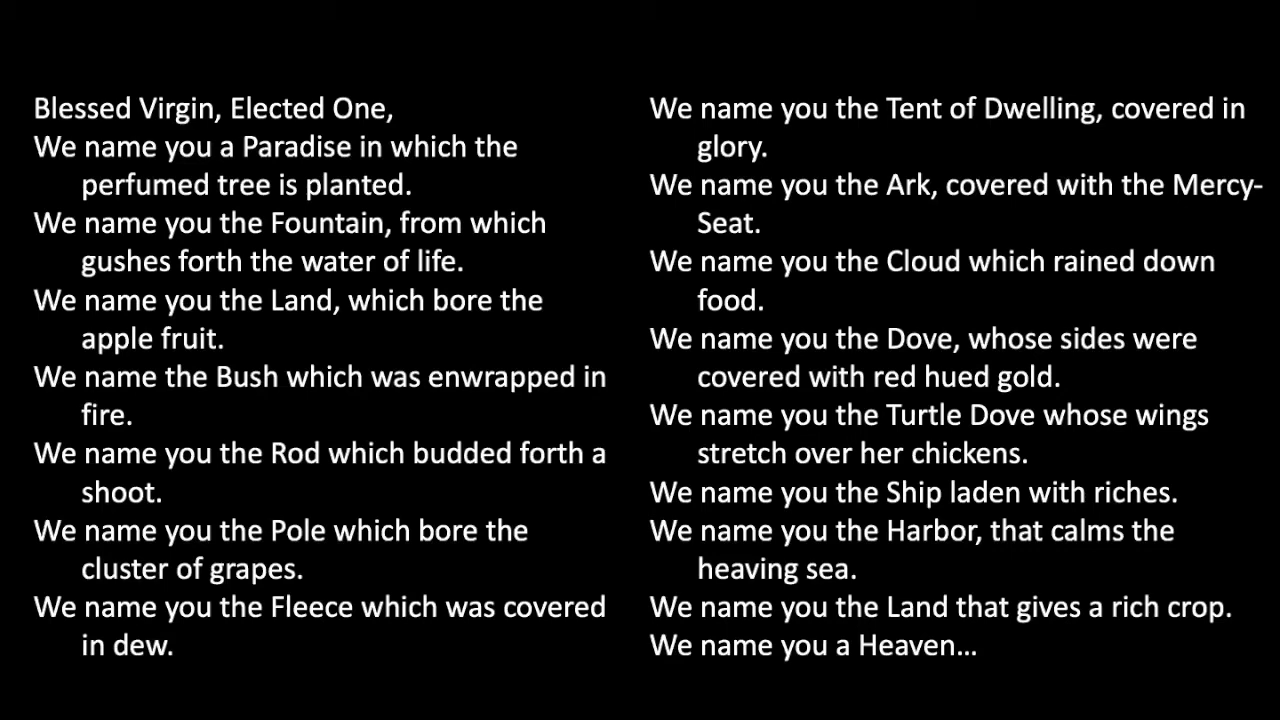 Blessed Virgin, Elected One,
We name you a Paradise in which the
perfumed tree is planted.
We name you the Fountain, from which
gushes forth the water of life.
We name you the Land, which bore the
apple fruit.
We name the Bush which was enwrapped in
fire.
We name you the Rod which budded forth a
shoot.
We name you the Pole which bore the
cluster of grapes.
We name you the Fleece which was covered
in dew.
We name you the Tent of Dwelling, covered in
glory.
We name you the Ark, covered with the Mercy-
Seat.
We name you the Cloud which rained down
food.
We name you the Dove, whose sides were
covered with red hued gold.
We name you the Turtle Dove whose wings
stretch over her chickens.
We name you the Ship laden with riches.
We name you the Harbor, that calms the
heaving sea.
We name you the Land that gives a rich crop.
We name you a Heaven…